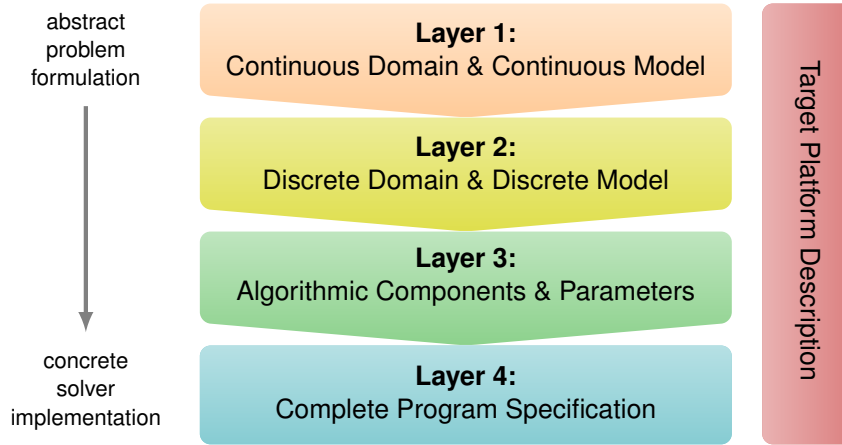 abstract
problem
formulation
Layer 1:
Continuous Domain & Continuous Model
Layer 2:
Discrete Domain & Discrete Model
Layer 3:
Algorithmic Components & Parameters
concrete
solver
implementation
Layer 4:
Complete Program Specification
Target Platform Description